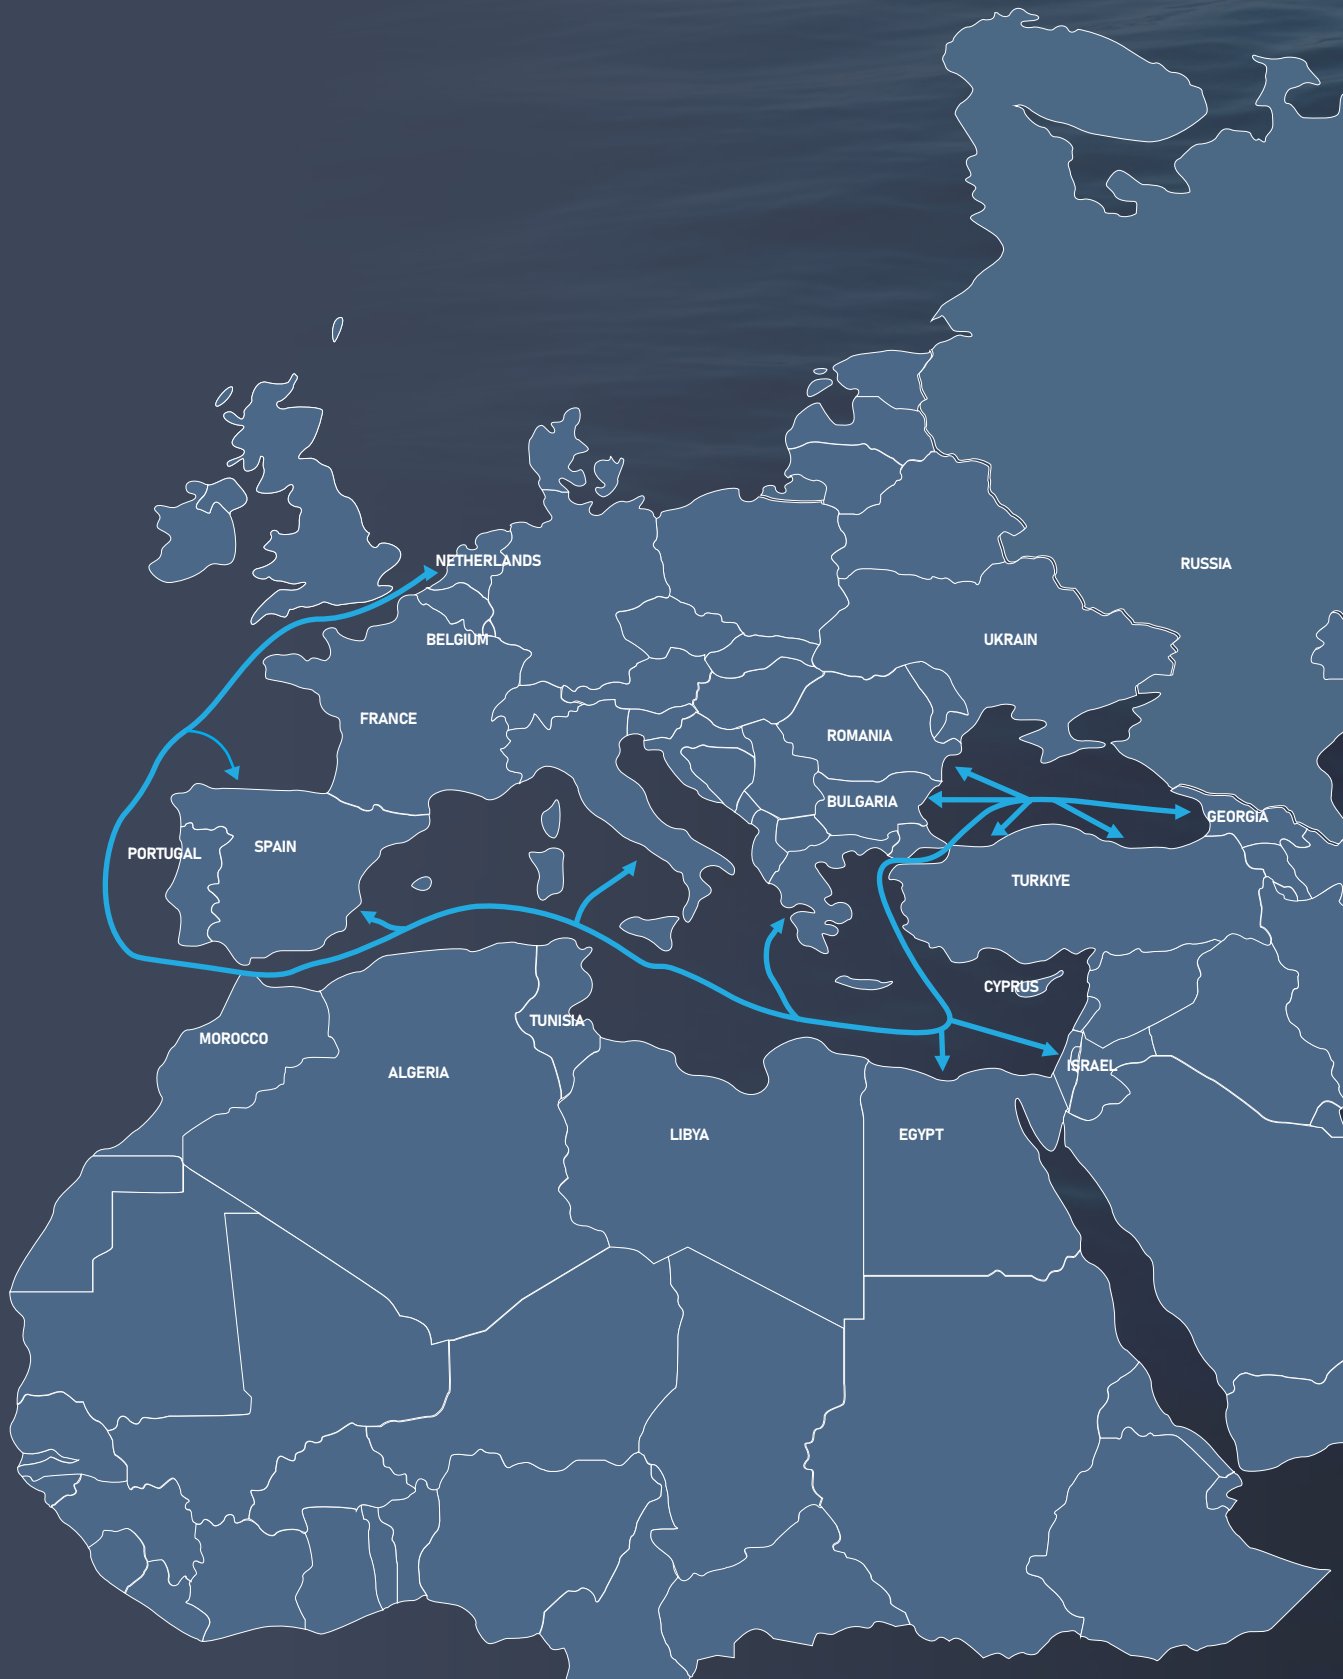 NETHERLANDS
RUSSIA
BELGIUM
UKRAIN
FRANCE
ROMANIA
BULGARIA
GEORGIA
SPAIN
PORTUGAL
TURKIYE
CYPRUS
TUNISIA
MOROCCO
ISRAEL
ALGERIA
LIBYA
EGYPT